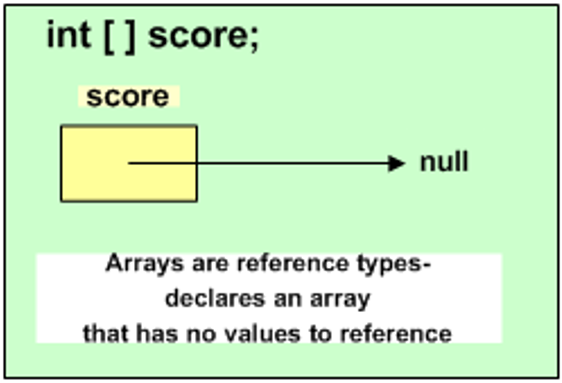 int [ ] score;
score
null
Arrays are reference types-
declares an array
that has no values to reference